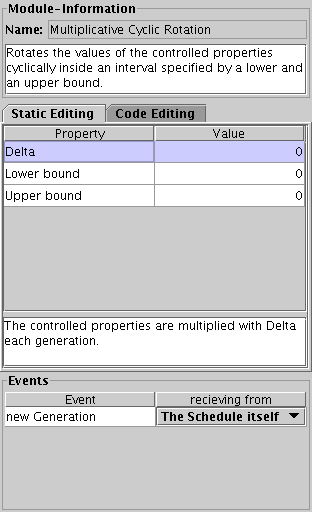 Module-Information
Name: Multiplicative Cyclic Rotation
Rotates the values of the controlled properties
cyclically inside an interval specified by a lower and
an upper bound.
Static Editing Code Editing
Property Value
Delta 0
Lower bound 0
Upper bound 0
The controlled properties are multiplied with Delta
each generation.
Events
Event recieving from
new Generation The Schedule itself